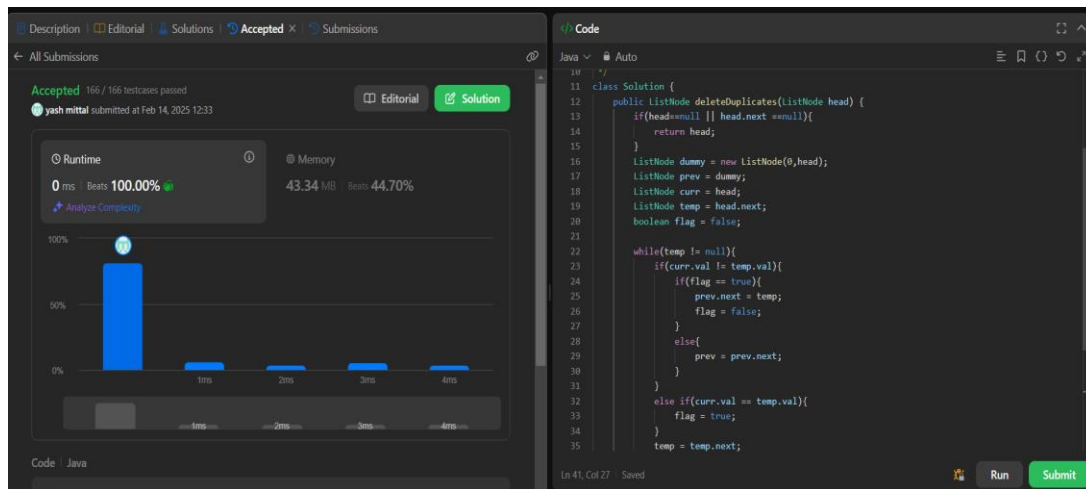 Description | Editorial | Solutions | Accepted × | Submissions
← All Submissions
Accepted 166 / 166 testcases passed
yash mittal submitted at Feb 14, 2025 12:33
Editorial
Solution
Runtime
0 ms | Beats 100.00%
Analyze Complexity
Memory
43.34 MB | Beats 44.70%
100%
50%
0%
1ms 2ms 3ms 4ms
1ms 2ms 3ms 4ms
Code | Java
</> Code
Java Auto
10 */
11 class Solution {
12 public ListNode deleteDuplicates(ListNode head) {
13 if(head==null || head.next ==null){
14 return head;
15 }
16 ListNode dummy = new ListNode(0,head);
17 ListNode prev = dummy;
18 ListNode curr = head;
19 ListNode temp = head.next;
20 boolean flag = false;
21
22 while(temp != null){
23 if(curr.val != temp.val){
24 if(flag == true){
25 prev.next = temp;
26 flag = false;
27 }
28 else{
29 prev = prev.next;
30 }
31 }
32 else if(curr.val == temp.val){
33 flag = true;
34 }
35 temp = temp.next;
Ln 41, Col 27 Saved
Run
Submit